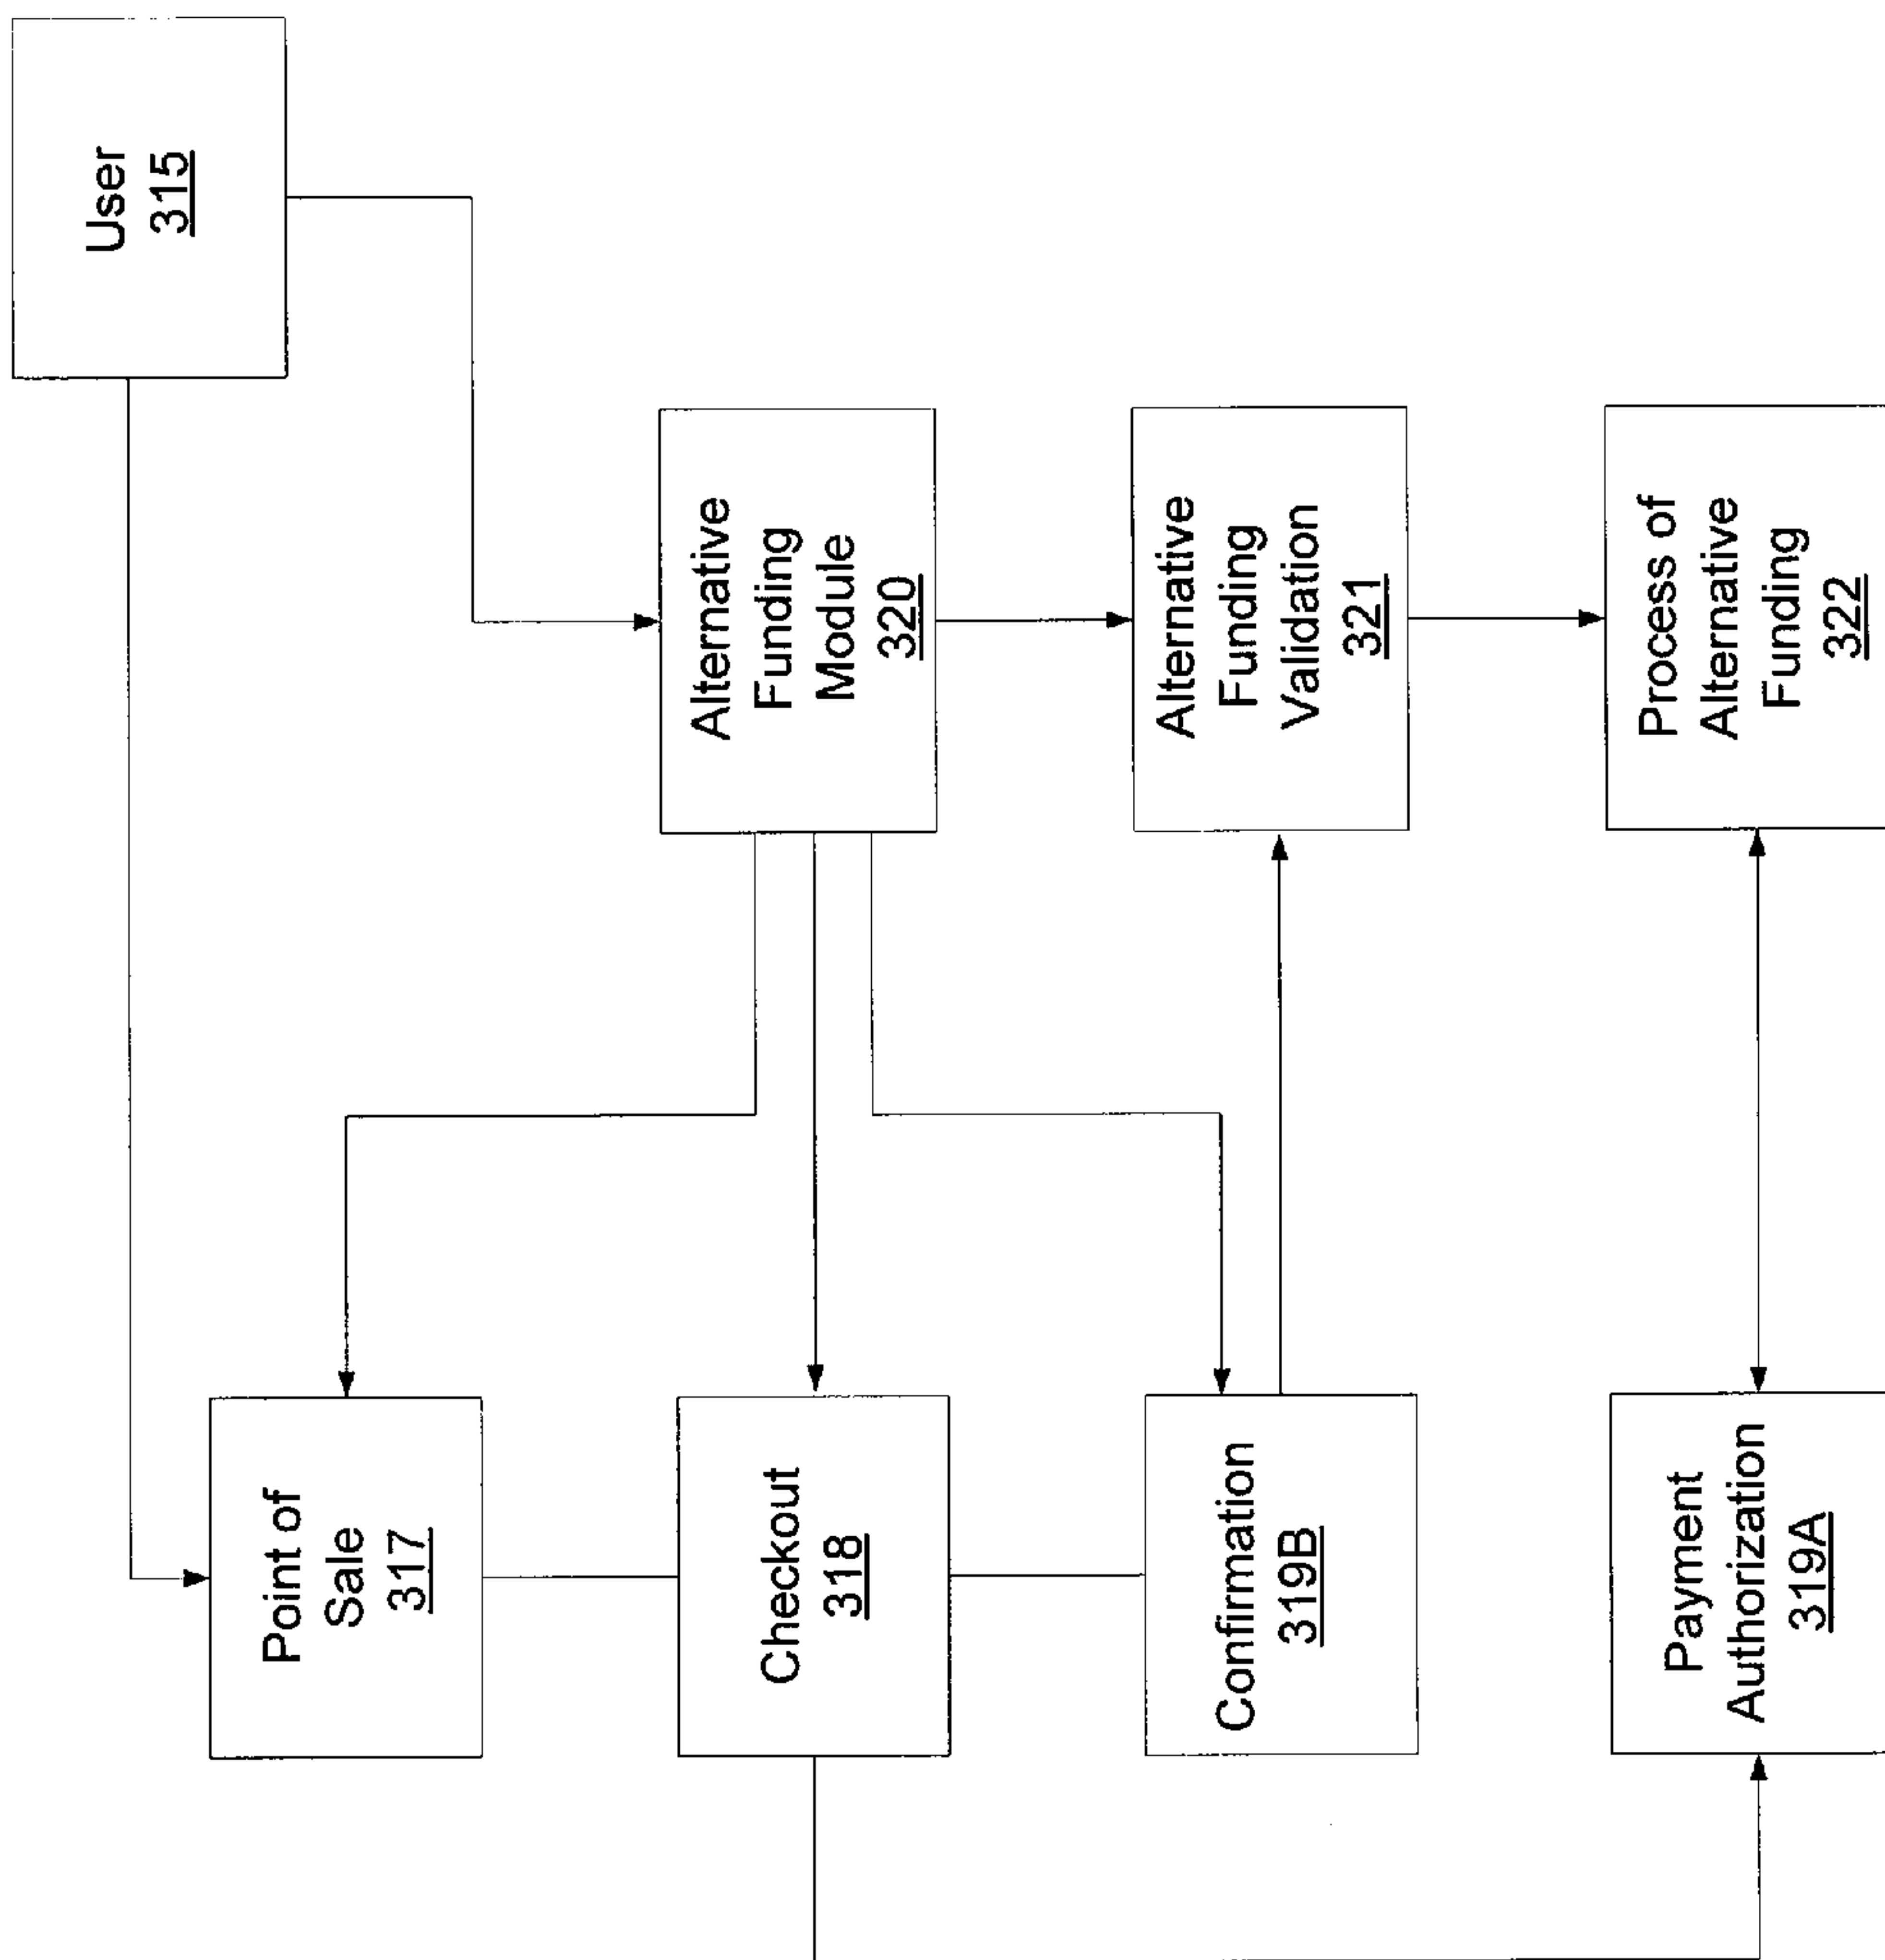 User
315
Point of
Sale
317
Alternative
Funding
Module
320
Checkout
318
Alternative
Funding
Validation
321
Confirmation
319B
Process of
Alternative
Funding
322
Payment
Authorization
319A